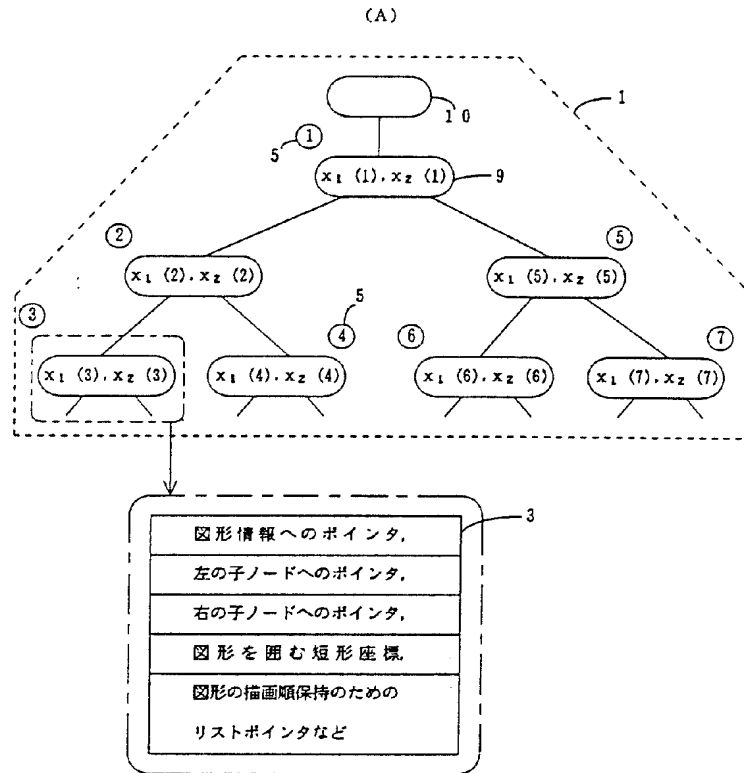 (A)
1
10
①
5
x₁ (1), x₂ (1)
9
②
⑤
x₁ (2), x₂ (2)
x₁ (5), x₂ (5)
③
5
④
⑥
⑦
x₁ (3), x₂ (3)
x₁ (4), x₂ (4)
x₁ (6), x₂ (6)
x₁ (7), x₂ (7)
3
図形情報へのポインタ,
左の子ノードへのポインタ,
右の子ノードへのポインタ,
図形を囲む短形座標,
図形の描画順保持のための
リストポインタなど